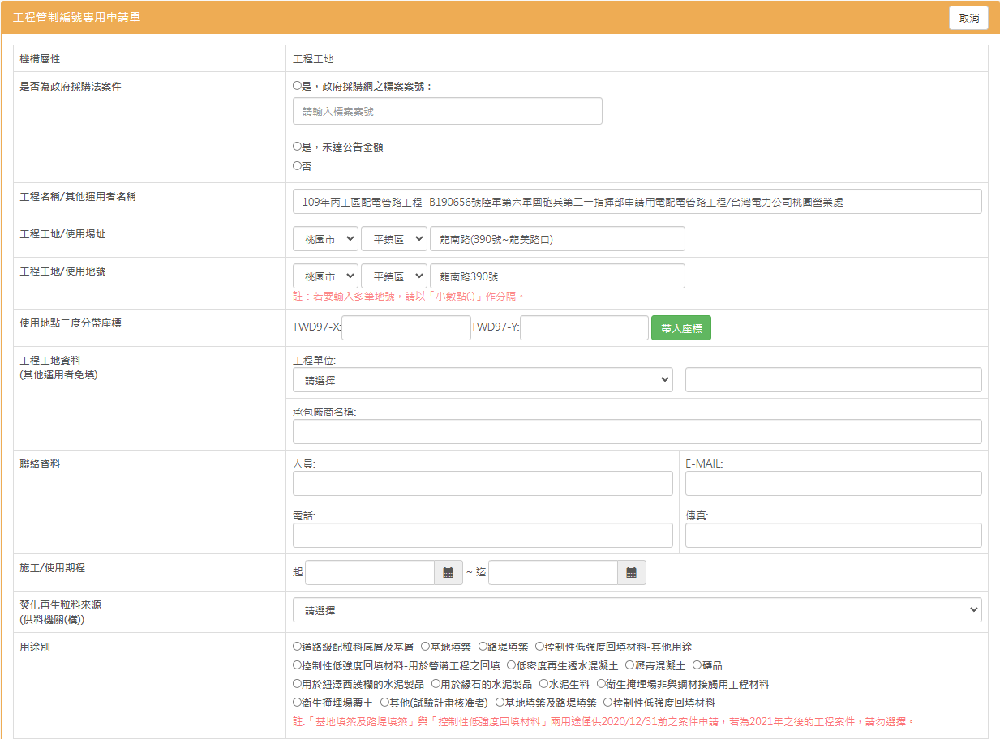 工程管制編號專用申請單
取消
機構屬性
工程工地
是否為政府採購法案件
是，政府採購網之標案案號：
請輸入標案案號
是，未達公告金額
否
工程名稱/其他運用者名稱
109年丙工區配電管路工程- B190656號陸軍第六軍團砲兵第二一指揮部申請用電配電管路工程/台灣電力公司桃園營業處
工程工地/使用場址
桃園市 平鎮區 龍南路(390號~龍美路口)
工程工地/使用地號
桃園市 平鎮區 龍南路390號
註：若要輸入多筆地號，請以「小數點(.)」作分隔。
使用地點二度分帶座標
TWD97-X: TWD97-Y: 帶入座標
工程工地資料
(其他運用者免填)
工程單位:
請選擇
承包廠商名稱:
聯絡資料
人員: E-MAIL:
電話: 傳真:
施工/使用期程
起: ~ 迄:
焚化再生粒料來源
(供料機關(構))
請選擇
用途別
道路級配粒料底層及基層 基地填築 路堤填築 控制性低強度回填材料-其他用途
控制性低強度回填材料-用於管溝工程之回填 低密度再生透水混凝土 瀝青混凝土 磚品
用於紐澤西護欄的水泥製品 用於緣石的水泥製品 水泥生料 衛生掩埋場非與鋼材接觸用工程材料
衛生掩埋場覆土 其他(試驗計畫核准者) 基地填築及路堤填築 控制性低強度回填材料
註:「基地填築及路堤填築」與「控制性低強度回填材料」兩用途僅供2020/12/31前之案件申請，若為2021年之後的工程案件，請勿選擇。